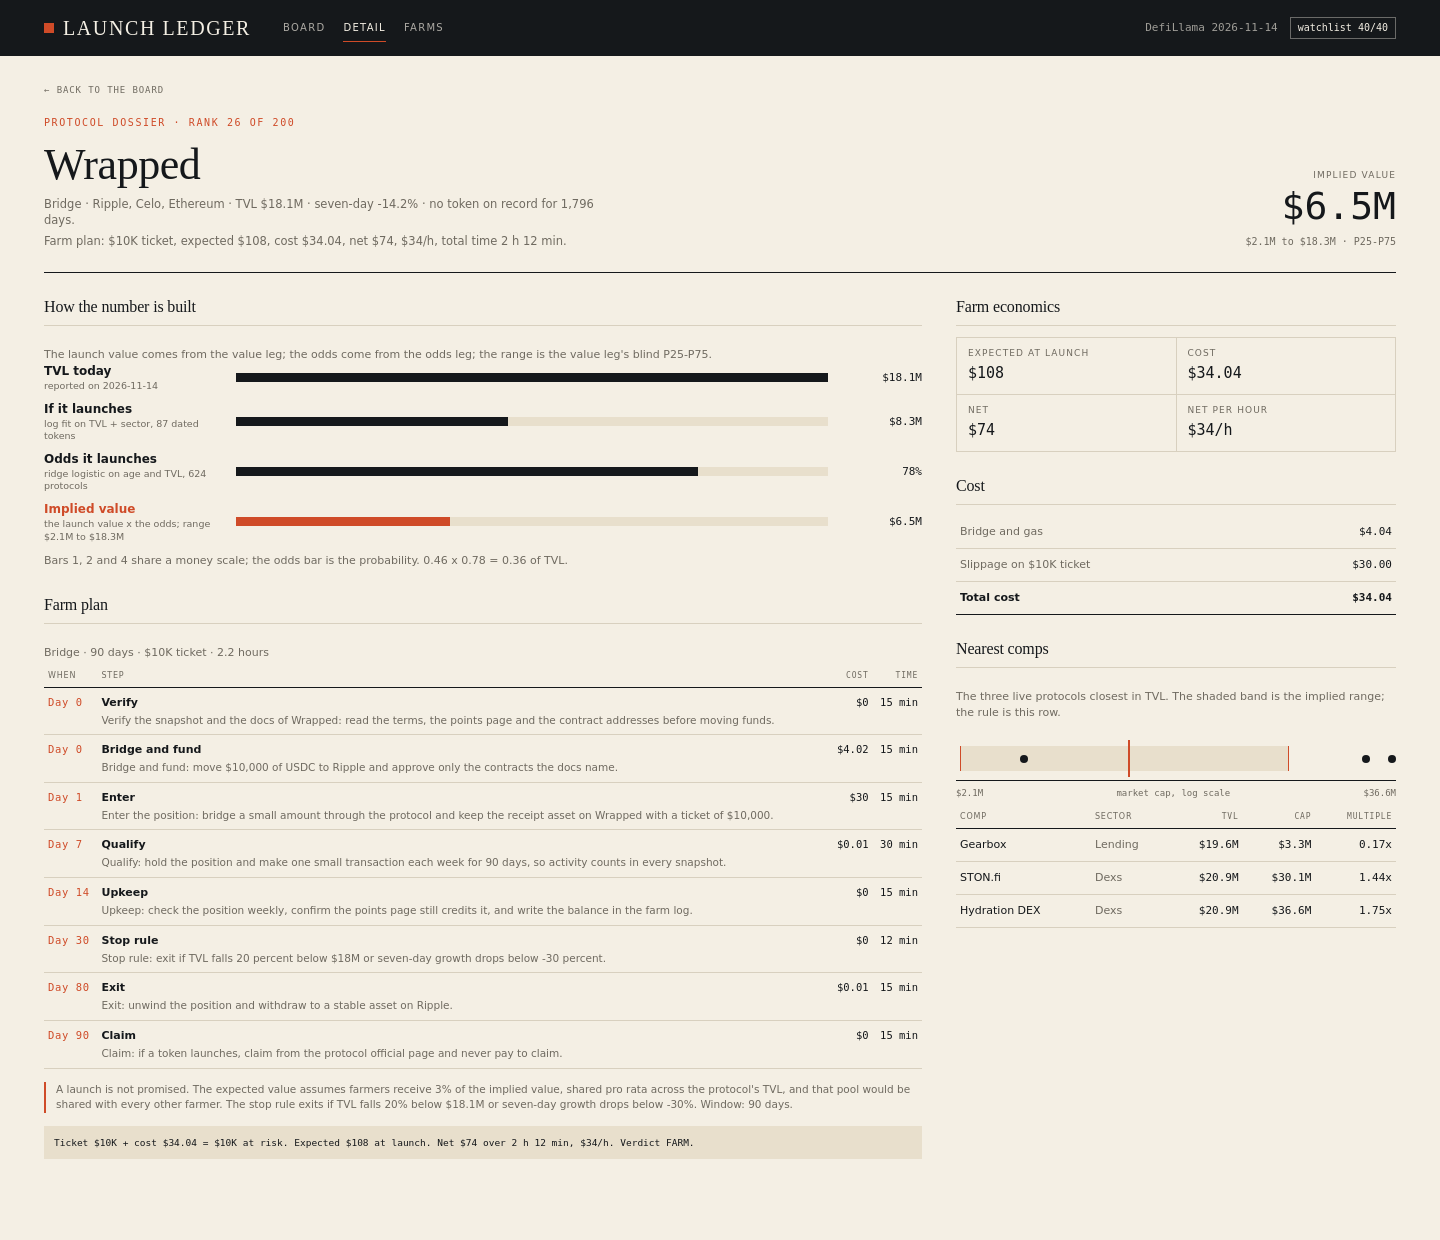 LAUNCH LEDGER
BOARD
DETAIL
FARMS
DefiLlama 2026-11-14
watchlist 40/40
← BACK TO THE BOARD
PROTOCOL DOSSIER · RANK 26 OF 200
Wrapped
Bridge · Ripple, Celo, Ethereum · TVL $18.1M · seven-day -14.2% · no token on record for 1,796
days.
Farm plan: $10K ticket, expected $108, cost $34.04, net $74, $34/h, total time 2 h 12 min.
IMPLIED VALUE
$6.5M
$2.1M to $18.3M · P25-P75
How the number is built
The launch value comes from the value leg; the odds come from the odds leg; the range is the value leg's blind P25-P75.
TVL today
reported on 2026-11-14
$18.1M
If it launches
log fit on TVL + sector, 87 dated
tokens
$8.3M
Odds it launches
ridge logistic on age and TVL, 624
protocols
78%
Implied value
the launch value x the odds; range
$2.1M to $18.3M
$6.5M
Bars 1, 2 and 4 share a money scale; the odds bar is the probability. 0.46 x 0.78 = 0.36 of TVL.
Farm plan
Bridge · 90 days · $10K ticket · 2.2 hours
WHEN STEP COST TIME
Day 0 Verify $0 15 min
Verify the snapshot and the docs of Wrapped: read the terms, the points page and the contract addresses before moving funds.
Day 0 Bridge and fund $4.02 15 min
Bridge and fund: move $10,000 of USDC to Ripple and approve only the contracts the docs name.
Day 1 Enter $30 15 min
Enter the position: bridge a small amount through the protocol and keep the receipt asset on Wrapped with a ticket of $10,000.
Day 7 Qualify $0.01 30 min
Qualify: hold the position and make one small transaction each week for 90 days, so activity counts in every snapshot.
Day 14 Upkeep $0 15 min
Upkeep: check the position weekly, confirm the points page still credits it, and write the balance in the farm log.
Day 30 Stop rule $0 12 min
Stop rule: exit if TVL falls 20 percent below $18M or seven-day growth drops below -30 percent.
Day 80 Exit $0.01 15 min
Exit: unwind the position and withdraw to a stable asset on Ripple.
Day 90 Claim $0 15 min
Claim: if a token launches, claim from the protocol official page and never pay to claim.
A launch is not promised. The expected value assumes farmers receive 3% of the implied value, shared pro rata across the protocol's TVL, and that pool would be
shared with every other farmer. The stop rule exits if TVL falls 20% below $18.1M or seven-day growth drops below -30%. Window: 90 days.
Ticket $10K + cost $34.04 = $10K at risk. Expected $108 at launch. Net $74 over 2 h 12 min, $34/h. Verdict FARM.
Farm economics
EXPECTED AT LAUNCH
$108
COST
$34.04
NET
$74
NET PER HOUR
$34/h
Cost
Bridge and gas $4.04
Slippage on $10K ticket $30.00
Total cost $34.04
Nearest comps
The three live protocols closest in TVL. The shaded band is the implied range;
the rule is this row.
$2.1M market cap, log scale $36.6M
COMP SECTOR TVL CAP MULTIPLE
Gearbox Lending $19.6M $3.3M 0.17x
STON.fi Dexs $20.9M $30.1M 1.44x
Hydration DEX Dexs $20.9M $36.6M 1.75x